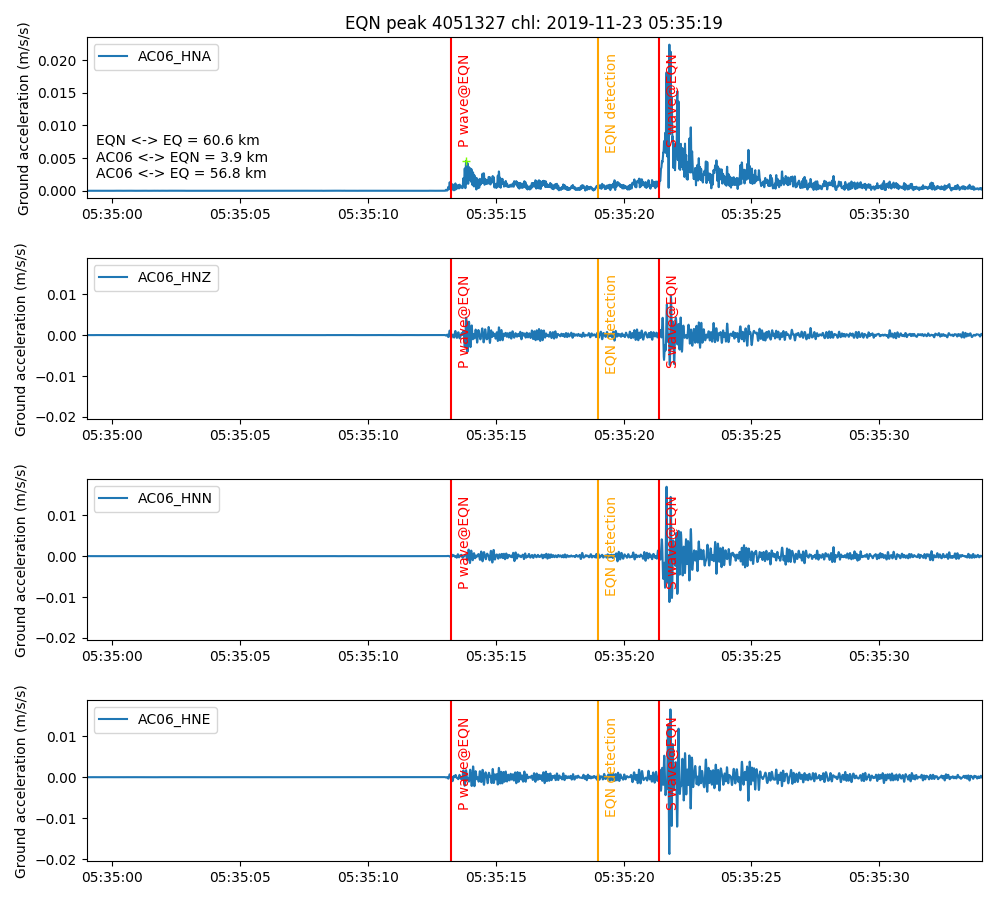 EQN peak 4051327 chl: 2019-11-23 05:35:19
Ground acceleration (m/s/s)
0.020
0.015
0.010
0.005
0.000
AC06_HNA
P wave@EQN
EQN detection
S wave@EQN
EQN <-> EQ = 60.6 km
AC06 <-> EQN = 3.9 km
AC06 <-> EQ = 56.8 km
05:35:00 05:35:05 05:35:10 05:35:15 05:35:20 05:35:25 05:35:30
Ground acceleration (m/s/s)
0.01
0.00
−0.01
−0.02
AC06_HNZ
P wave@EQN
EQN detection
S wave@EQN
05:35:00 05:35:05 05:35:10 05:35:15 05:35:20 05:35:25 05:35:30
Ground acceleration (m/s/s)
0.01
0.00
−0.01
−0.02
AC06_HNN
P wave@EQN
EQN detection
S wave@EQN
05:35:00 05:35:05 05:35:10 05:35:15 05:35:20 05:35:25 05:35:30
Ground acceleration (m/s/s)
0.01
0.00
−0.01
−0.02
AC06_HNE
P wave@EQN
EQN detection
S wave@EQN
05:35:00 05:35:05 05:35:10 05:35:15 05:35:20 05:35:25 05:35:30